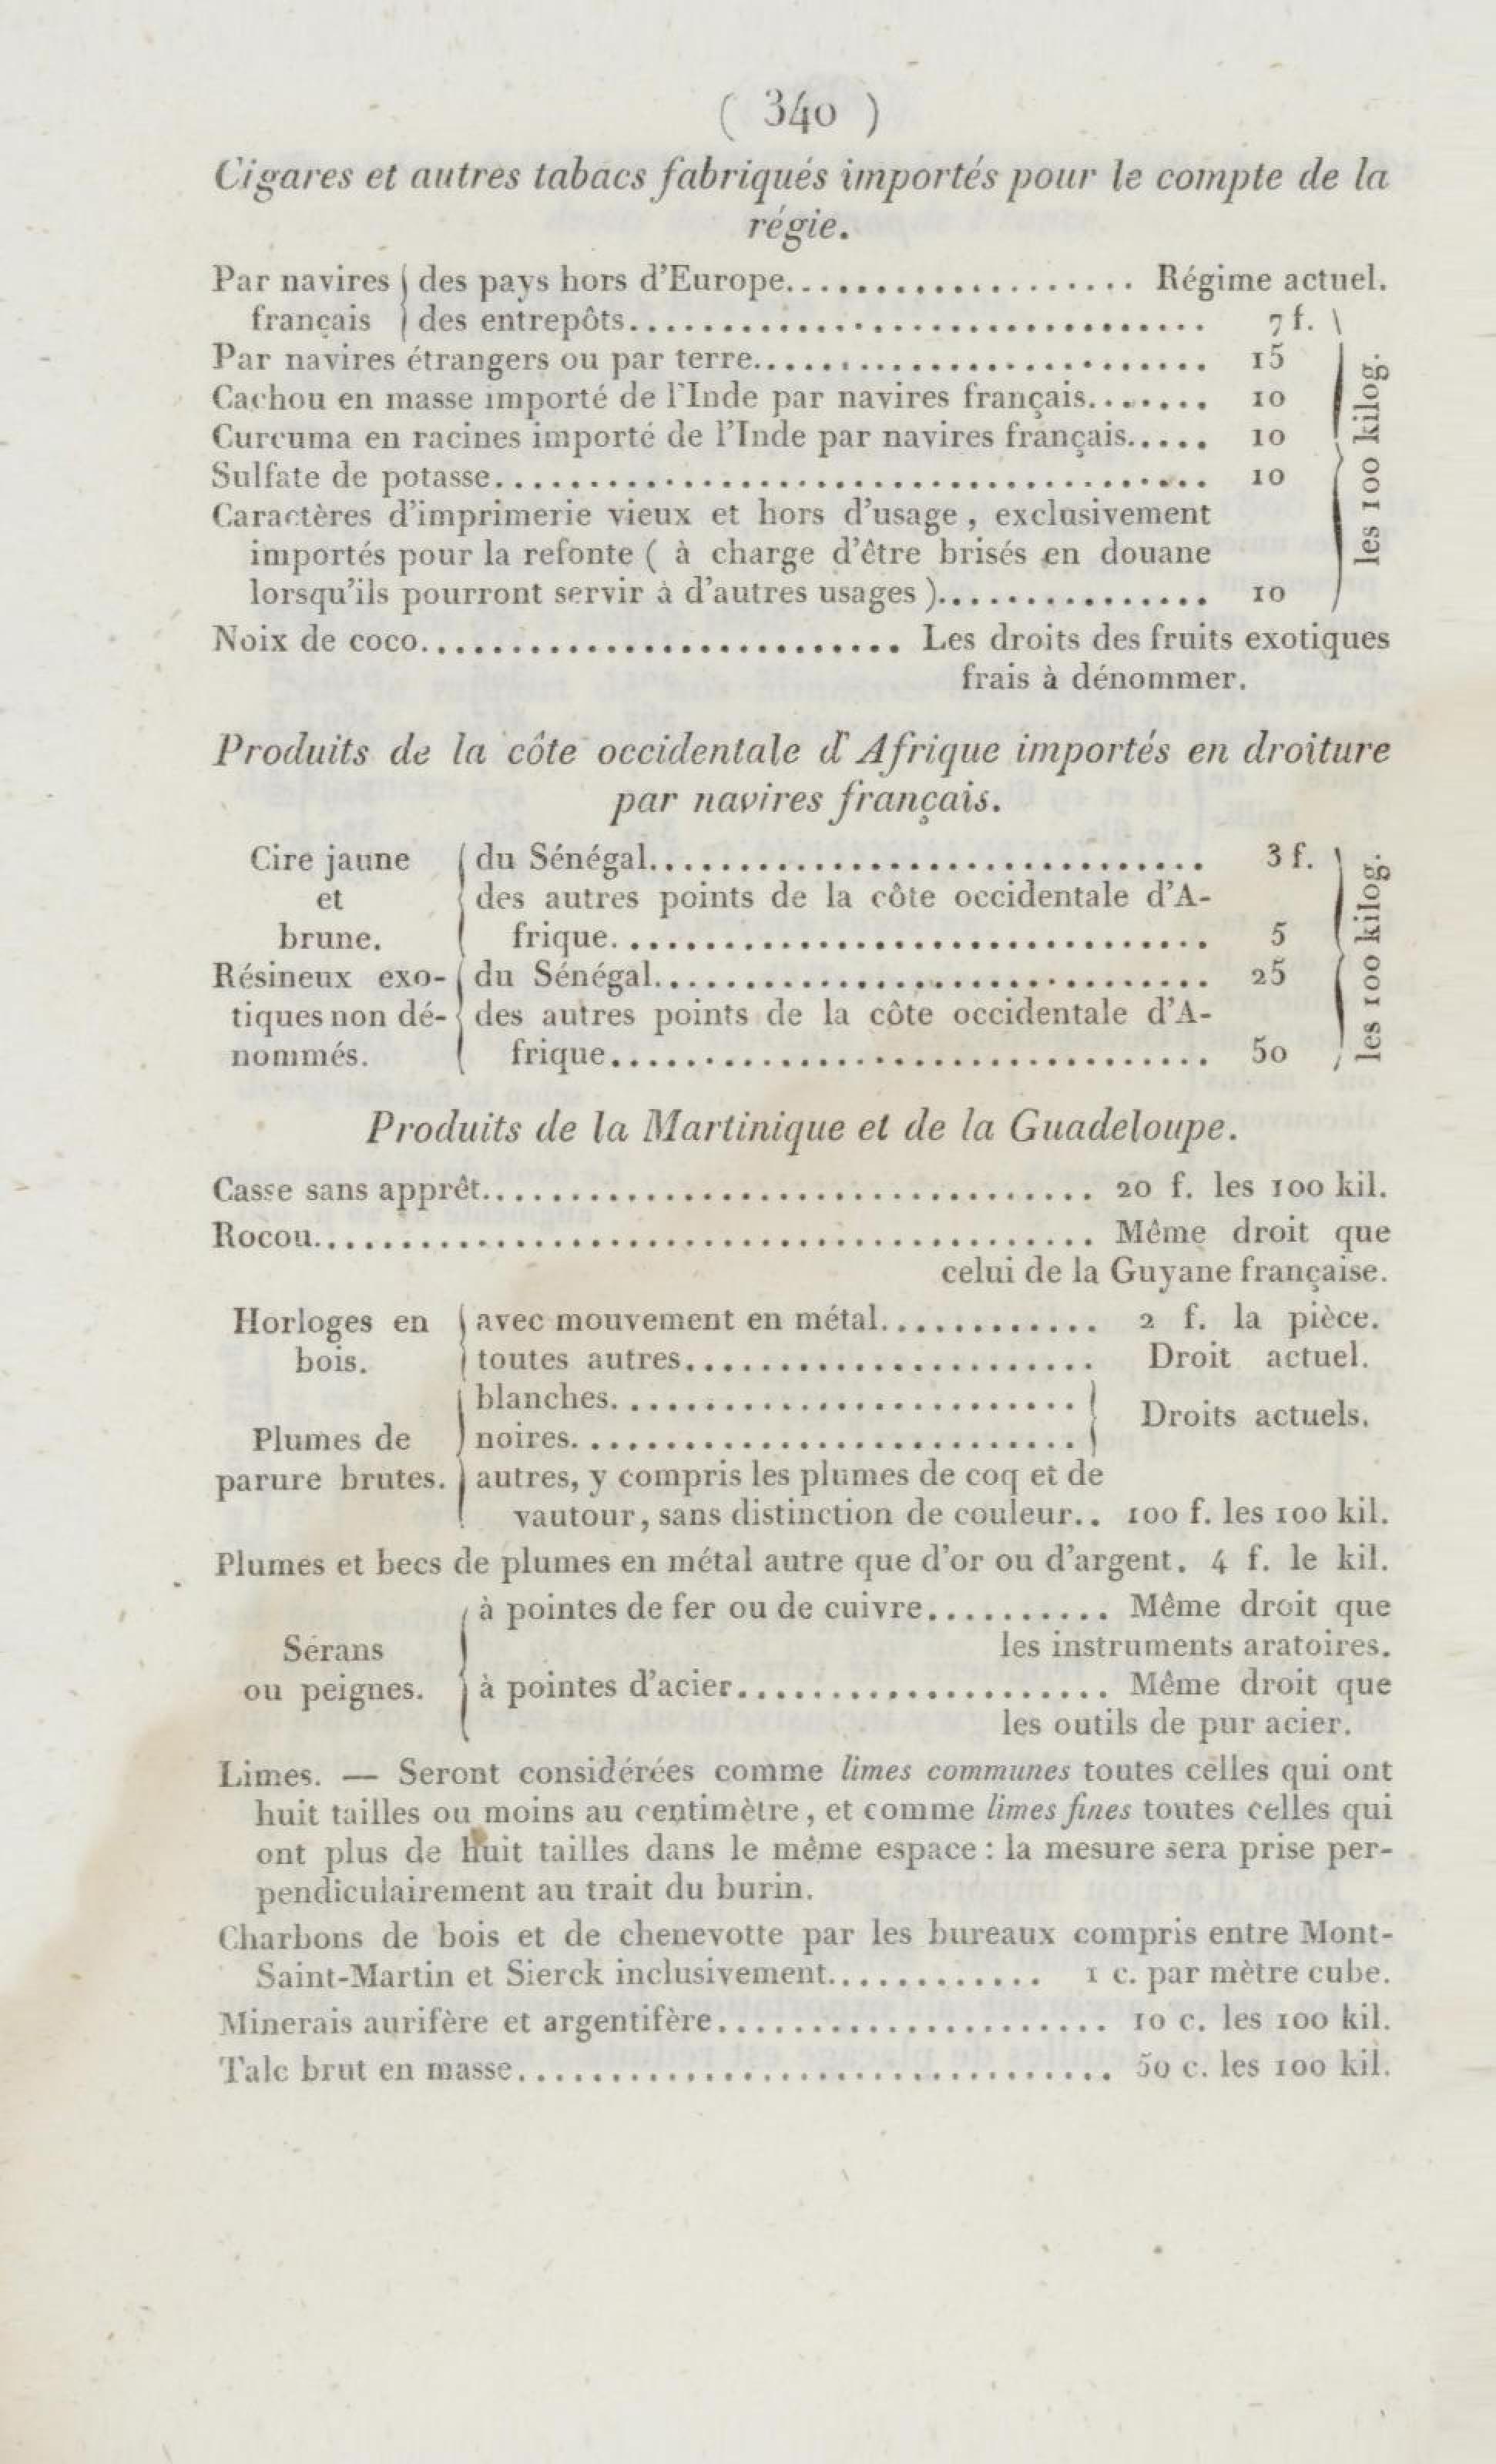 ( 340 )
Cigares et autres tabacs fabriqués importés pour le compte de la
régie.
Par navires { des pays hors d'Europe................... Régime actuel.
français { des entrepôts............................... 7 f.
Par navires étrangers ou par terre........................ 15
Cachou en masse importé de l'Inde par navires français....... 10
Curcuma en racines importé de l'Inde par navires français..... 10
Sulfate de potasse...................................... 10
Caractères d'imprimerie vieux et hors d'usage, exclusivement
importés pour la refonte ( à charge d'être brisés en douane
lorsqu'ils pourront servir à d'autres usages )............... 10
} les 100 kilog.
Noix de coco.......................... Les droits des fruits exotiques
frais à dénommer.
Produits de la côte occidentale d'Afrique importés en droiture
par navires français.
Cire jaune { du Sénégal.............................. 3 f.
et { des autres points de la côte occidentale d'A-
brune. { frique................................ 5
Résineux exo- { du Sénégal.............................. 25
tiques non dé- { des autres points de la côte occidentale d'A-
nommés. { frique................................ 50
} les 100 kilog.
Produits de la Martinique et de la Guadeloupe.
Casse sans apprêt................................. 20 f. les 100 kil.
Rocou.......................................... Même droit que
celui de la Guyane française.
Horloges en { avec mouvement en métal............ 2 f. la pièce.
bois. { toutes autres...................... Droit actuel.
{ blanches......................... }
Droits actuels.
Plumes de { noires........................... }
parure brutes. { autres, y compris les plumes de coq et de
vautour, sans distinction de couleur.. 100 f. les 100 kil.
Plumes et becs de plumes en métal autre que d'or ou d'argent. 4 f. le kil.
{ à pointes de fer ou de cuivre.......... Même droit que
Sérans les instruments aratoires.
ou peignes. { à pointes d'acier.................... Même droit que
les outils de pur acier.
Limes. — Seront considérées comme limes communes toutes celles qui ont
huit tailles ou moins au centimètre, et comme limes fines toutes celles qui
ont plus de huit tailles dans le même espace : la mesure sera prise per-
pendiculairement au trait du burin.
Charbons de bois et de chenevotte par les bureaux compris entre Mont-
Saint-Martin et Sierck inclusivement............ 1 c. par mètre cube.
Minerais aurifère et argentifère..................... 10 c. les 100 kil.
Talc brut en masse................................ 50 c. les 100 kil.